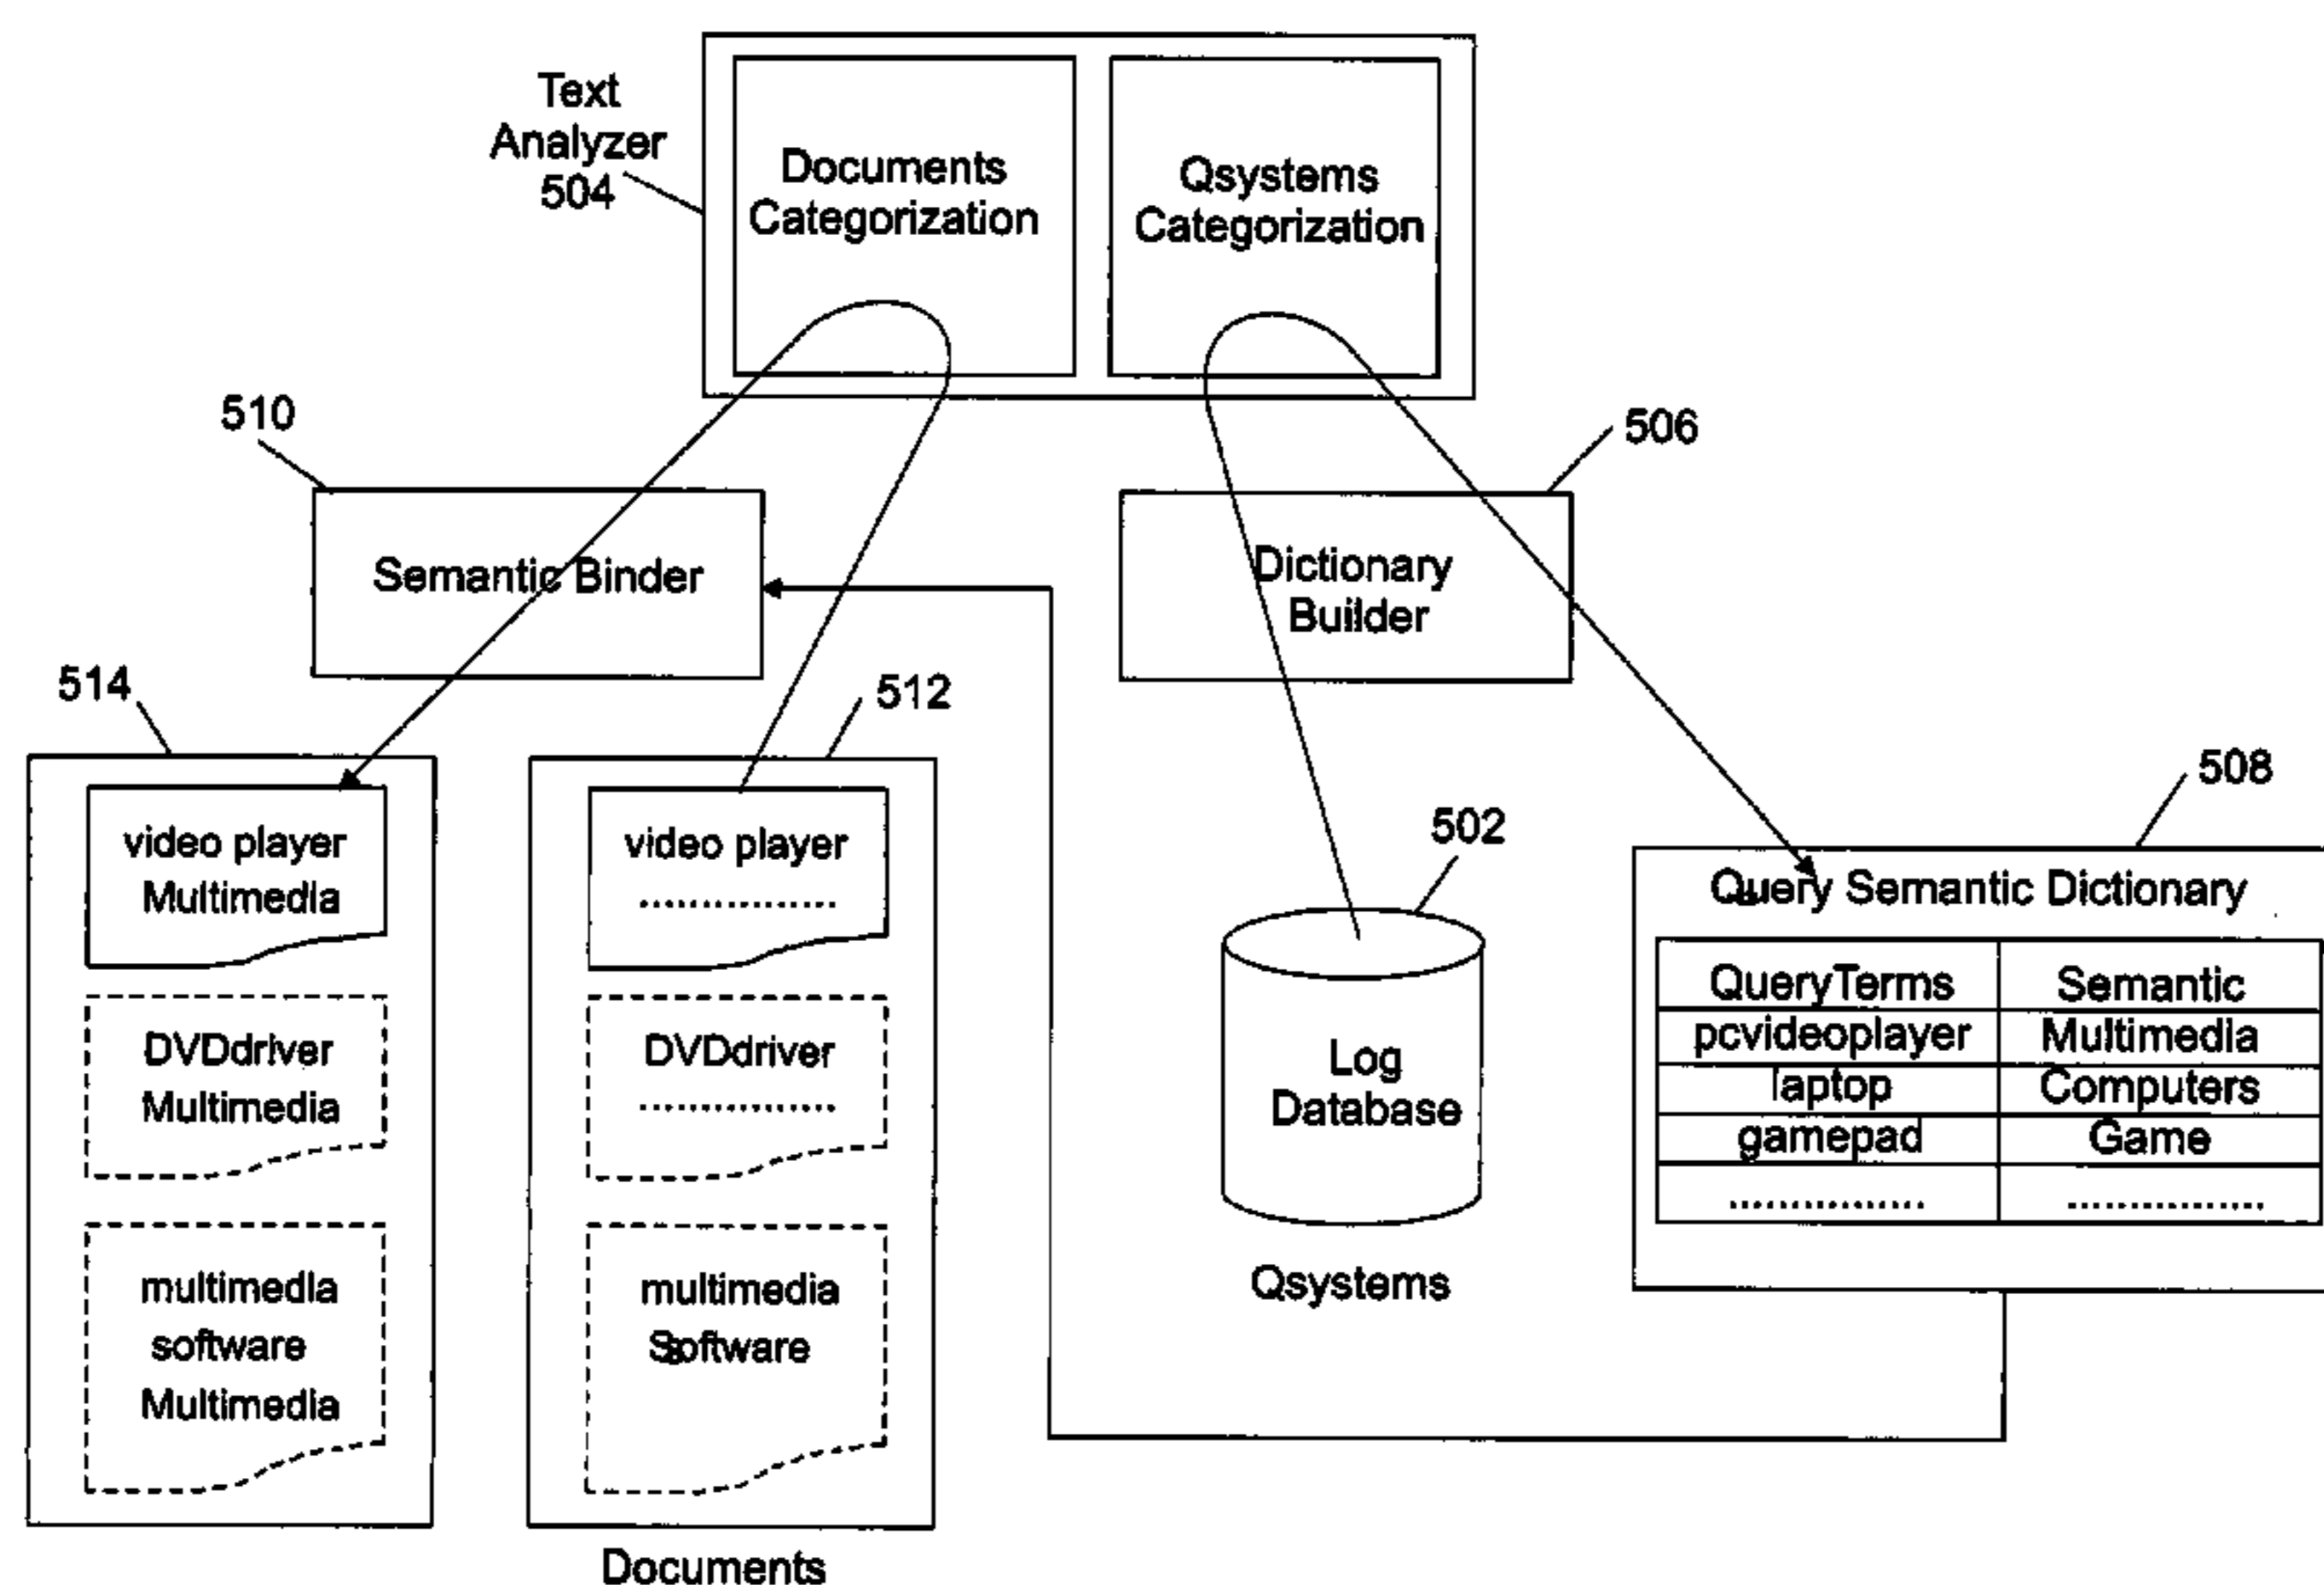 Text
Analyzer
504
Documents
Categorization
Qsystems
Categorization
510
506
Semantic Binder
Dictionary
Builder
514
512
508
502
video player
Multimedia
DVDdriver
Multimedia
multimedia
software
Multimedia
video player
...............
DVDdriver
...............
multimedia
Software
Documents
Log
Database
Qsystems
Query Semantic Dictionary
QueryTerms Semantic
pcvideoplayer Multimedia
laptop Computers
gamepad Game
............... ...............